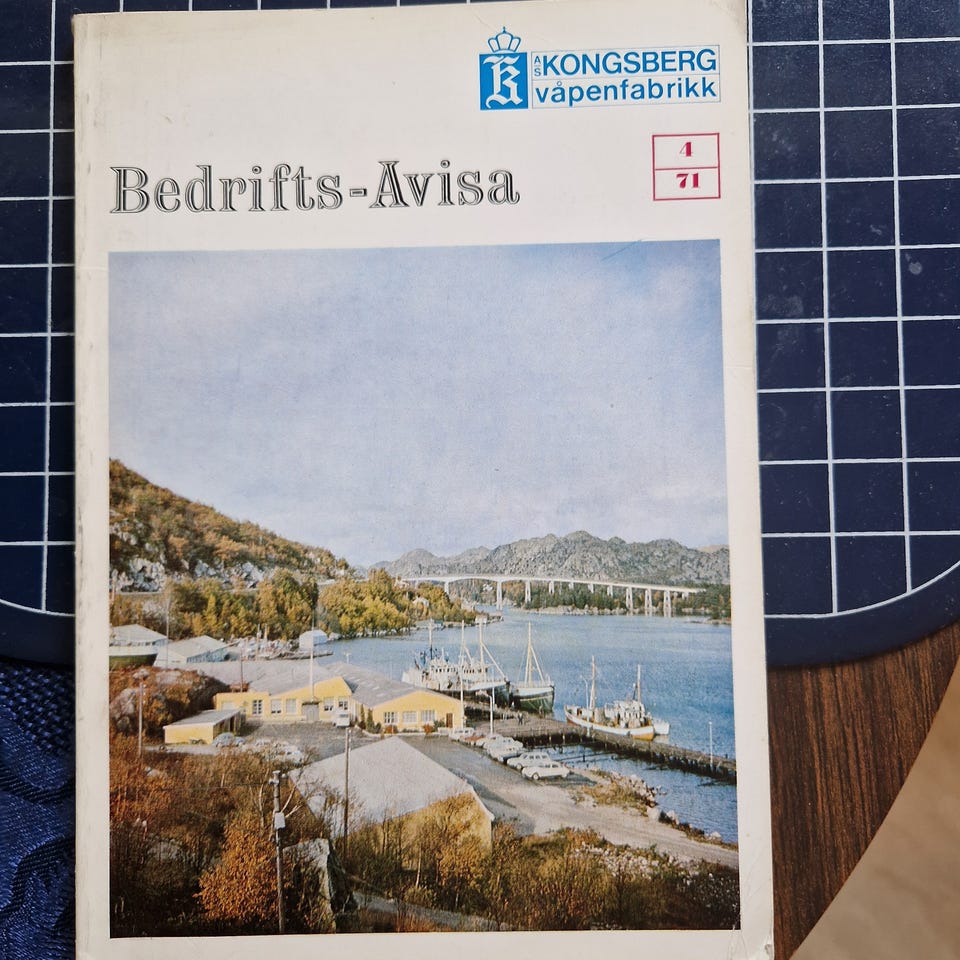 A/S KONGSBERG
våpenfabrikk
4
71
Bedrifts-Avisa